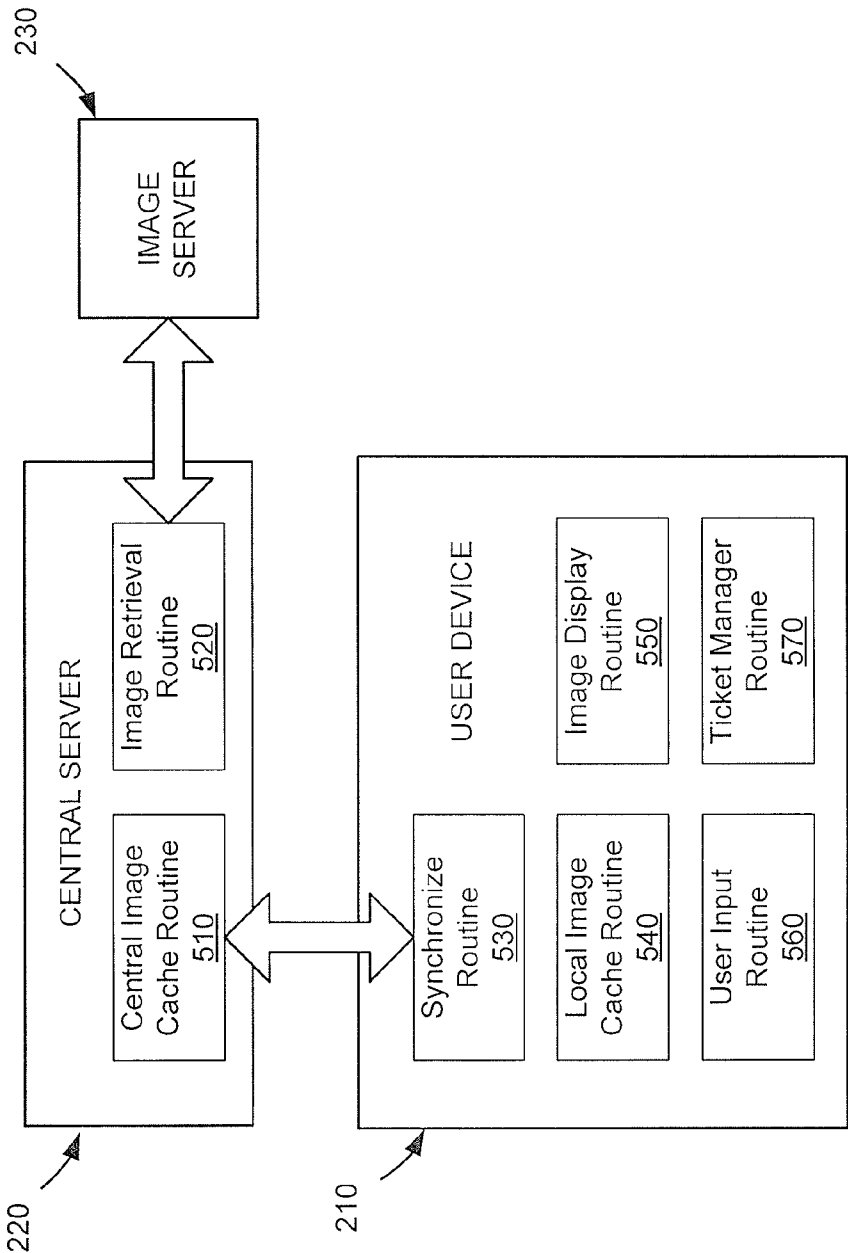 220
CENTRAL SERVER
Central Image
Cache Routine
510
Image Retrieval
Routine
520
IMAGE
SERVER
230
210
USER DEVICE
Synchronize
Routine
530
Local Image
Cache Routine
540
Image Display
Routine
550
User Input
Routine
560
Ticket Manager
Routine
570